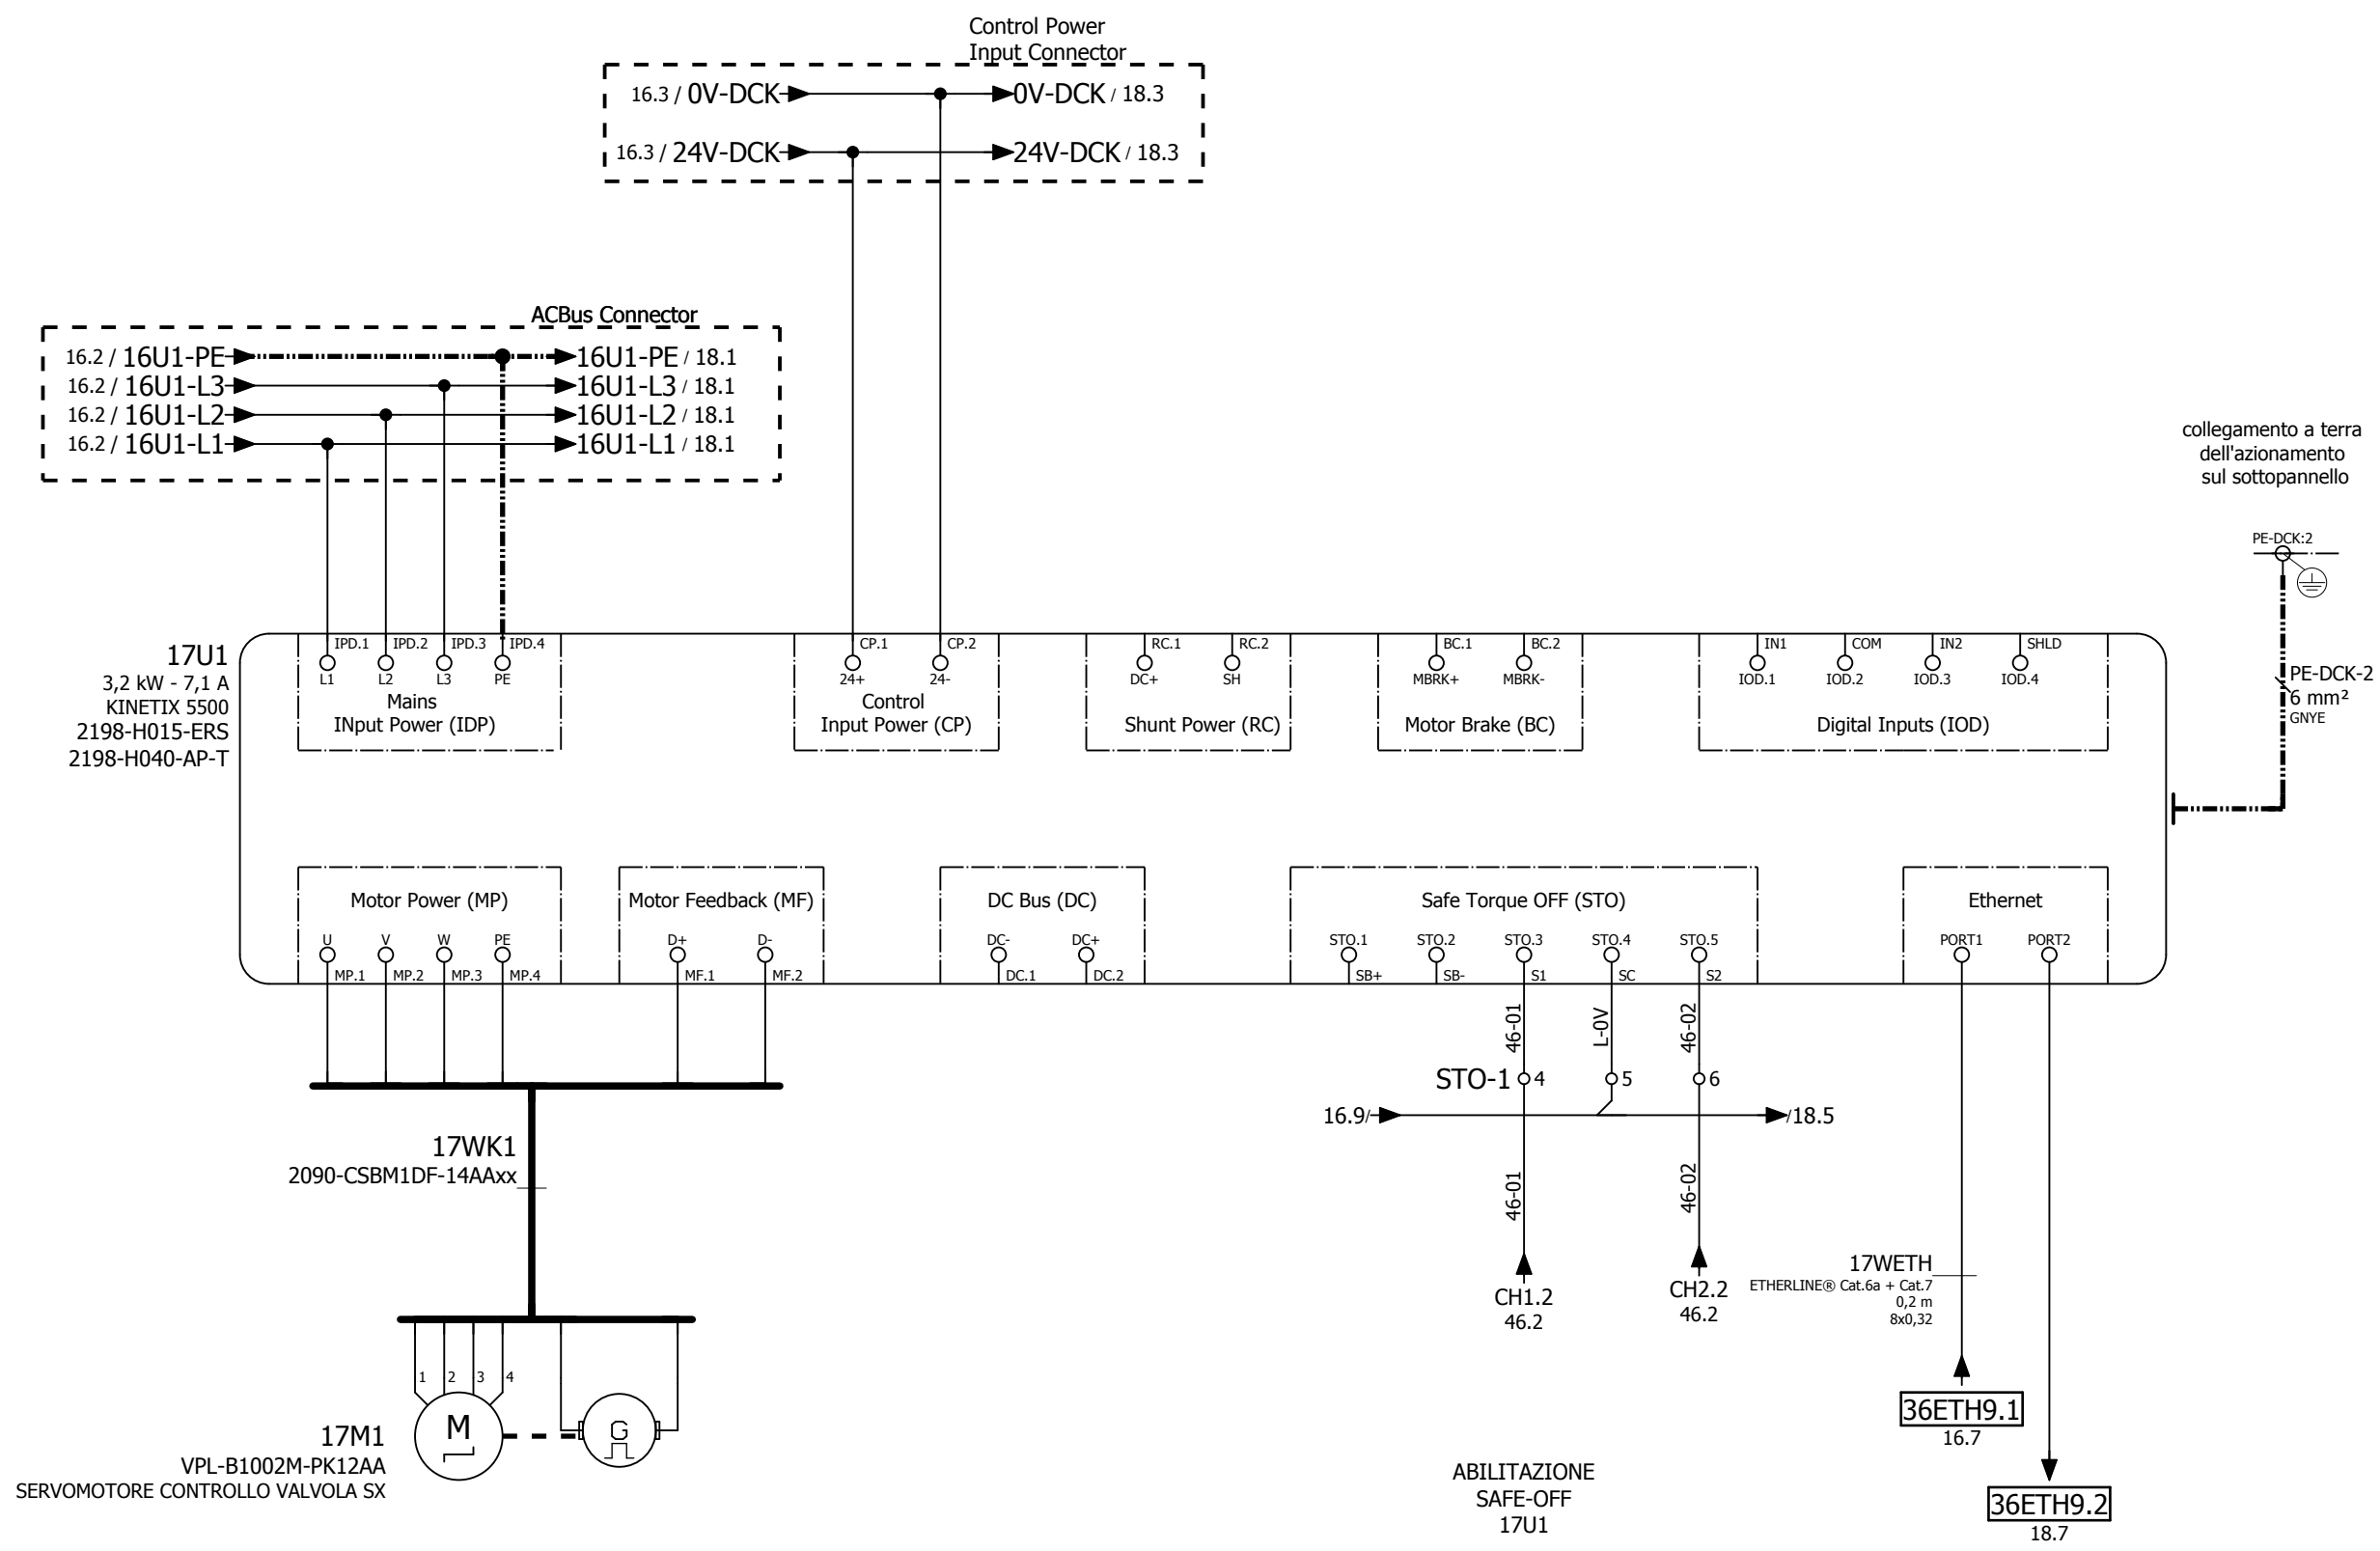 Control Power
Input Connector
16.3 / 0V-DCK
0V-DCK / 18.3
16.3 / 24V-DCK
24V-DCK / 18.3
ACBus Connector
16.2 / 16U1-PE
16U1-PE / 18.1
16.2 / 16U1-L3
16U1-L3 / 18.1
16.2 / 16U1-L2
16U1-L2 / 18.1
16.2 / 16U1-L1
16U1-L1 / 18.1
collegamento a terra
dell'azionamento
sul sottopannello
PE-DCK:2
PE-DCK-2
6 mm²
GNYE
17U1
3,2 kW - 7,1 A
KINETIX 5500
2198-H015-ERS
2198-H040-AP-T
IPD.1 IPD.2 IPD.3 IPD.4
L1 L2 L3 PE
Mains
INput Power (IDP)
CP.1 CP.2
24+ 24-
Control
Input Power (CP)
RC.1 RC.2
DC+ SH
Shunt Power (RC)
BC.1 BC.2
MBRK+ MBRK-
Motor Brake (BC)
IN1 COM IN2 SHLD
IOD.1 IOD.2 IOD.3 IOD.4
Digital Inputs (IOD)
Motor Power (MP)
U V W PE
MP.1 MP.2 MP.3 MP.4
Motor Feedback (MF)
D+ D-
MF.1 MF.2
DC Bus (DC)
DC- DC+
DC.1 DC.2
Safe Torque OFF (STO)
STO.1 STO.2 STO.3 STO.4 STO.5
SB+ SB- S1 SC S2
Ethernet
PORT1 PORT2
46-01
L-0V
46-02
STO-1 4 5 6
16.9/
/18.5
46-01
46-02
CH1.2
46.2
CH2.2
46.2
17WK1
2090-CSBM1DF-14AAxx
17WETH
ETHERLINE® Cat.6a + Cat.7
0,2 m
8x0,32
36ETH9.1
16.7
36ETH9.2
18.7
1 2 3 4
M
G
17M1
VPL-B1002M-PK12AA
SERVOMOTORE CONTROLLO VALVOLA SX
ABILITAZIONE
SAFE-OFF
17U1